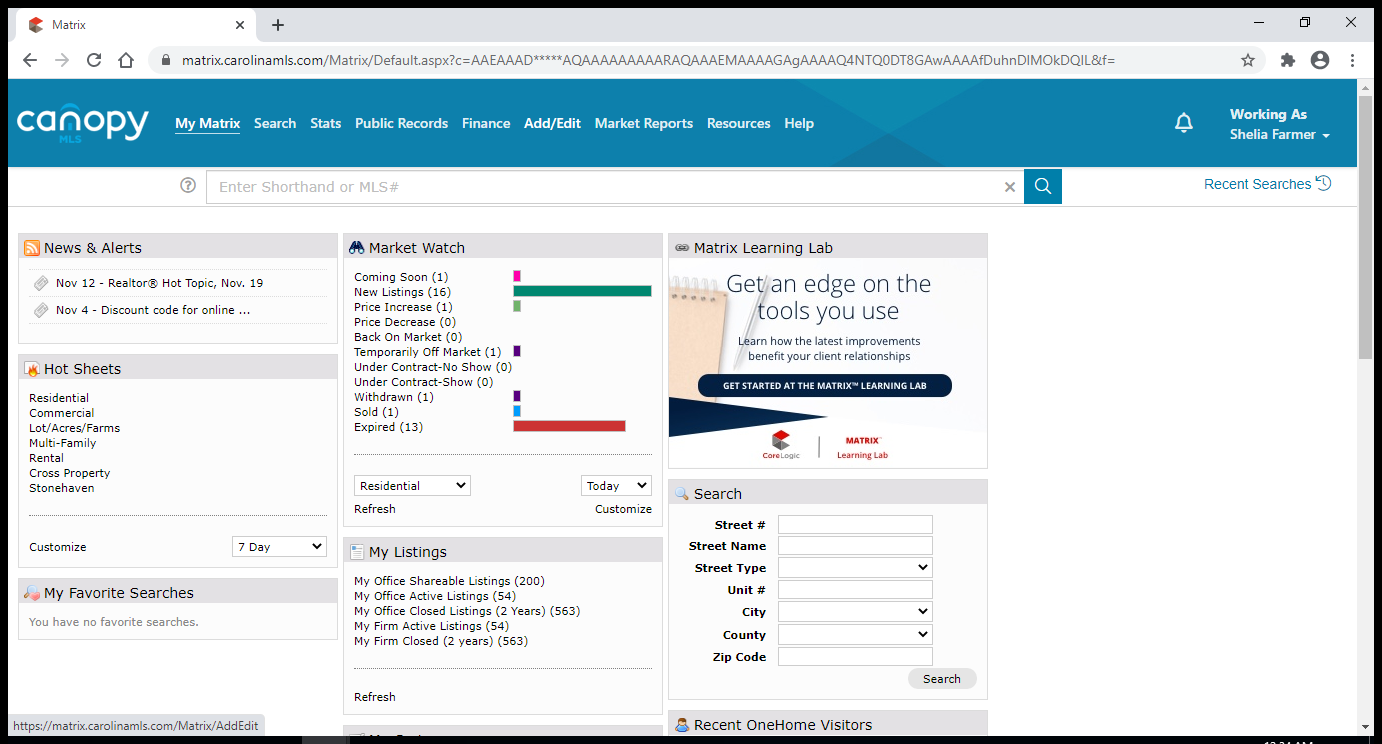 Matrix
matrix.carolinamls.com/Matrix/Default.aspx?c=AAEAAAD*****AQAAAAAAAAARAQAAAEMAAAAGAgAAAAQ4NTQ0DT8GAwAAAAfDuhnDlMOkDQIL&f=
canopy
MLS
My Matrix Search Stats Public Records Finance Add/Edit Market Reports Resources Help
Working As
Shelia Farmer
Enter Shorthand or MLS#
Recent Searches
News & Alerts
Nov 12 - Realtor® Hot Topic, Nov. 19
Nov 4 - Discount code for online ...
Hot Sheets
Residential
Commercial
Lot/Acres/Farms
Multi-Family
Rental
Cross Property
Stonehaven
Customize 7 Day
My Favorite Searches
You have no favorite searches.
Market Watch
Coming Soon (1)
New Listings (16)
Price Increase (1)
Price Decrease (0)
Back On Market (0)
Temporarily Off Market (1)
Under Contract-No Show (0)
Under Contract-Show (0)
Withdrawn (1)
Sold (1)
Expired (13)
Residential Today
Refresh Customize
My Listings
My Office Shareable Listings (200)
My Office Active Listings (54)
My Office Closed Listings (2 Years) (563)
My Firm Active Listings (54)
My Firm Closed (2 years) (563)
Refresh
Matrix Learning Lab
Get an edge on the
tools you use
Learn how the latest improvements
benefit your client relationships
GET STARTED AT THE MATRIX™ LEARNING LAB
CoreLogic
MATRIX™
Learning Lab
Search
Street #
Street Name
Street Type
Unit #
City
County
Zip Code
Search
Recent OneHome Visitors
https://matrix.carolinamls.com/Matrix/AddEdit